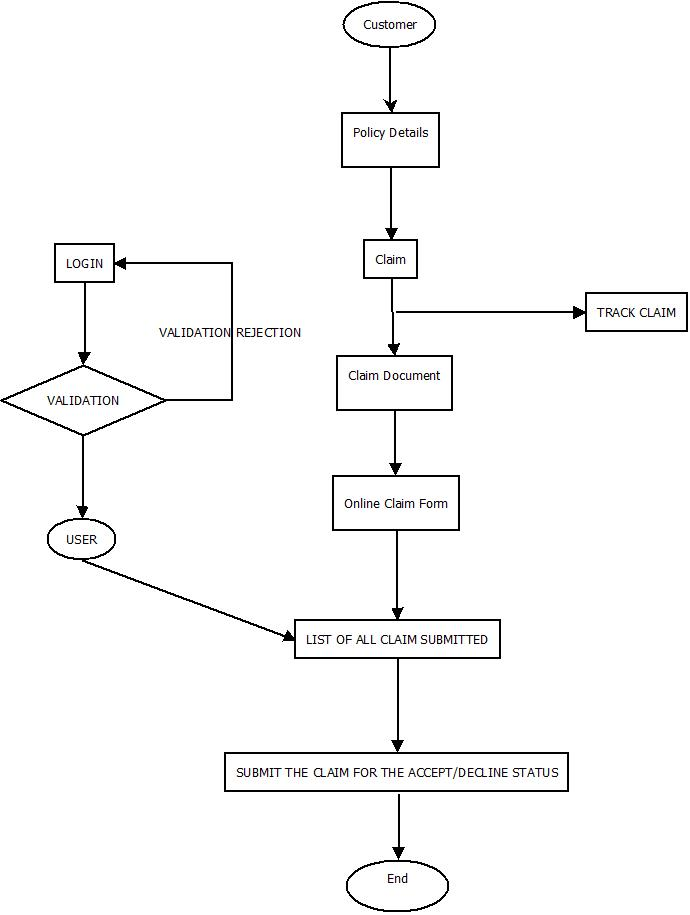 Customer
Policy Details
Claim
LOGIN
TRACK CLAIM
VALIDATION REJECTION
Claim Document
VALIDATION
Online Claim Form
USER
LIST OF ALL CLAIM SUBMITTED
SUBMIT THE CLAIM FOR THE ACCEPT/DECLINE STATUS
End